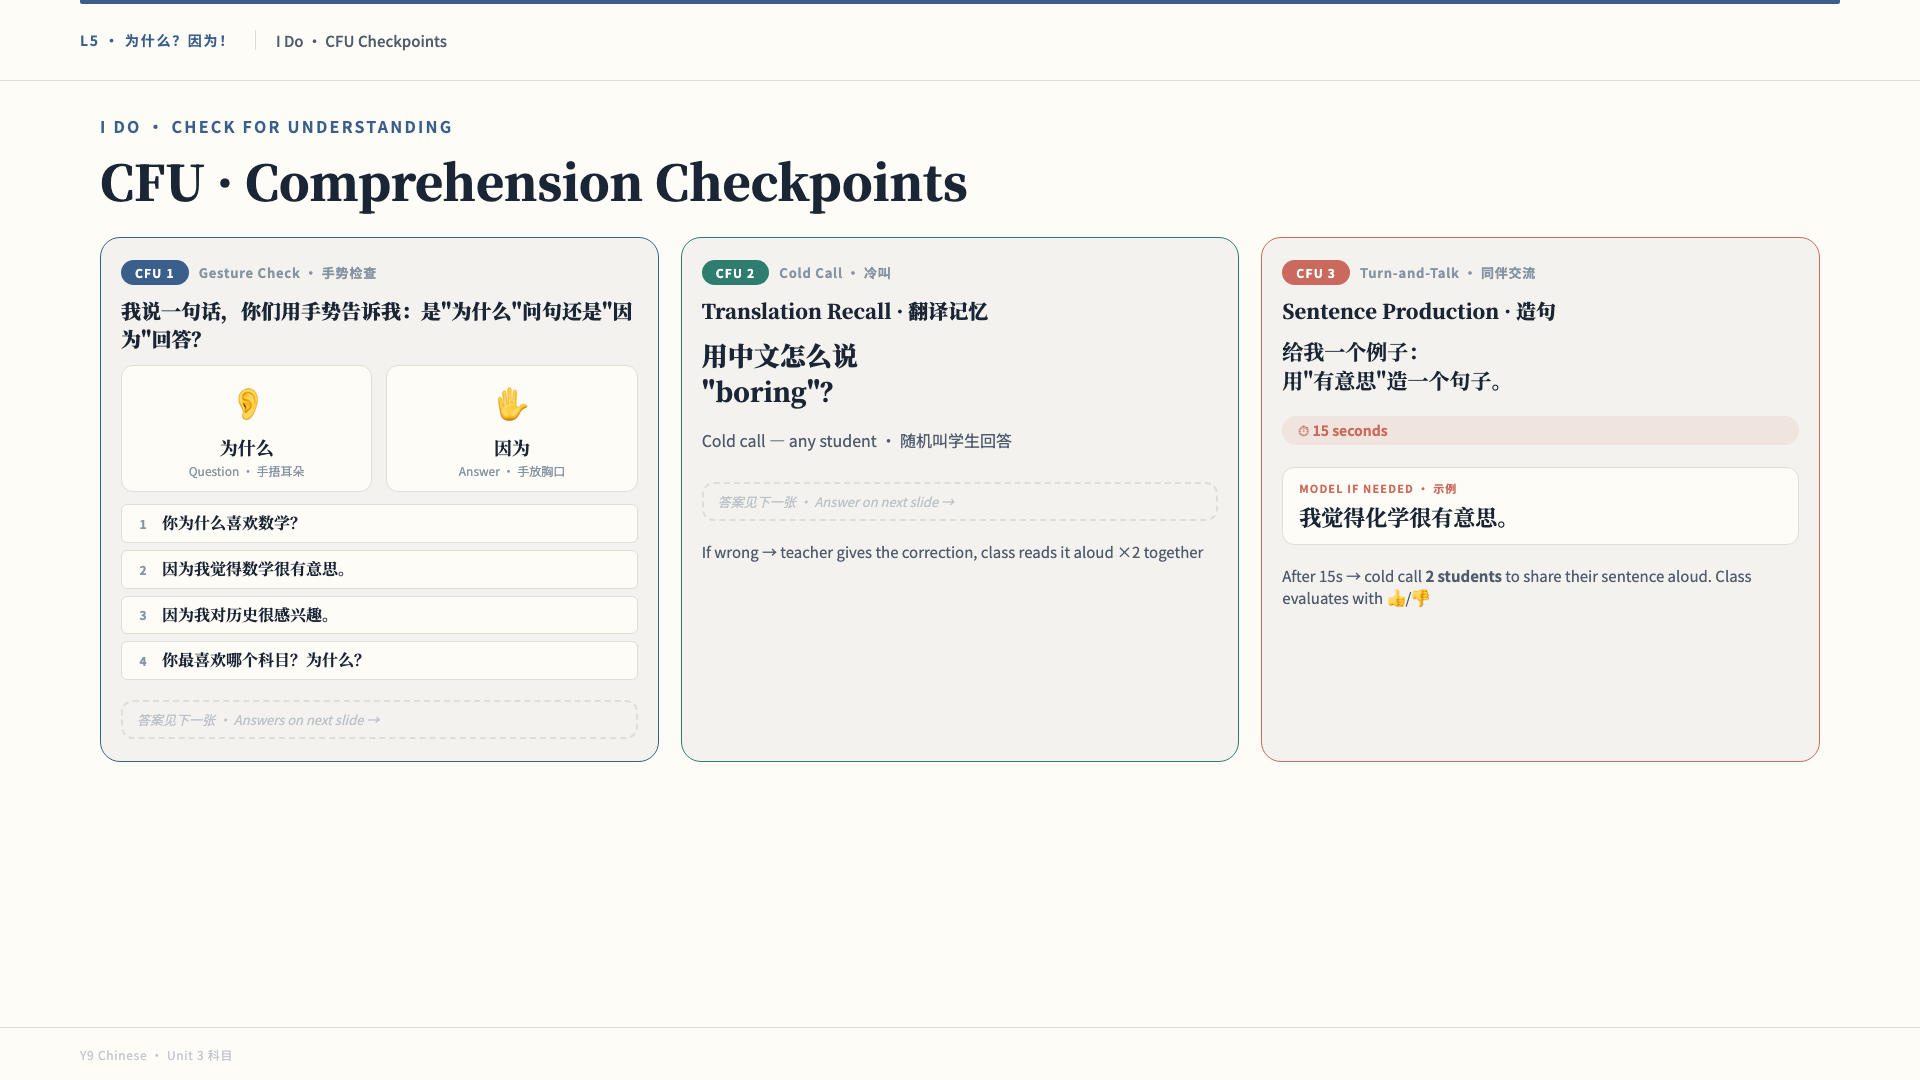 L5 · 为什么？因为！
I Do · CFU Checkpoints
I DO · CHECK FOR UNDERSTANDING
CFU · Comprehension Checkpoints
CFU 1
Gesture Check · 手势检查
我说一句话，你们用手势告诉我：是"为什么"问句还是"因
为"回答？
👂
为什么
Question · 手捂耳朵
🖐
因为
Answer · 手放胸口
1 你为什么喜欢数学？
2 因为我觉得数学很有意思。
3 因为我对历史很感兴趣。
4 你最喜欢哪个科目？为什么？
答案见下一张 · Answers on next slide →
CFU 2
Cold Call · 冷叫
Translation Recall · 翻译记忆
用中文怎么说
"boring"?
Cold call — any student · 随机叫学生回答
答案见下一张 · Answer on next slide →
If wrong → teacher gives the correction, class reads it aloud ×2 together
CFU 3
Turn-and-Talk · 同伴交流
Sentence Production · 造句
给我一个例子：
用"有意思"造一个句子。
⏱ 15 seconds
MODEL IF NEEDED · 示例
我觉得化学很有意思。
After 15s → cold call 2 students to share their sentence aloud. Class
evaluates with 👍/👎
Y9 Chinese · Unit 3 科目